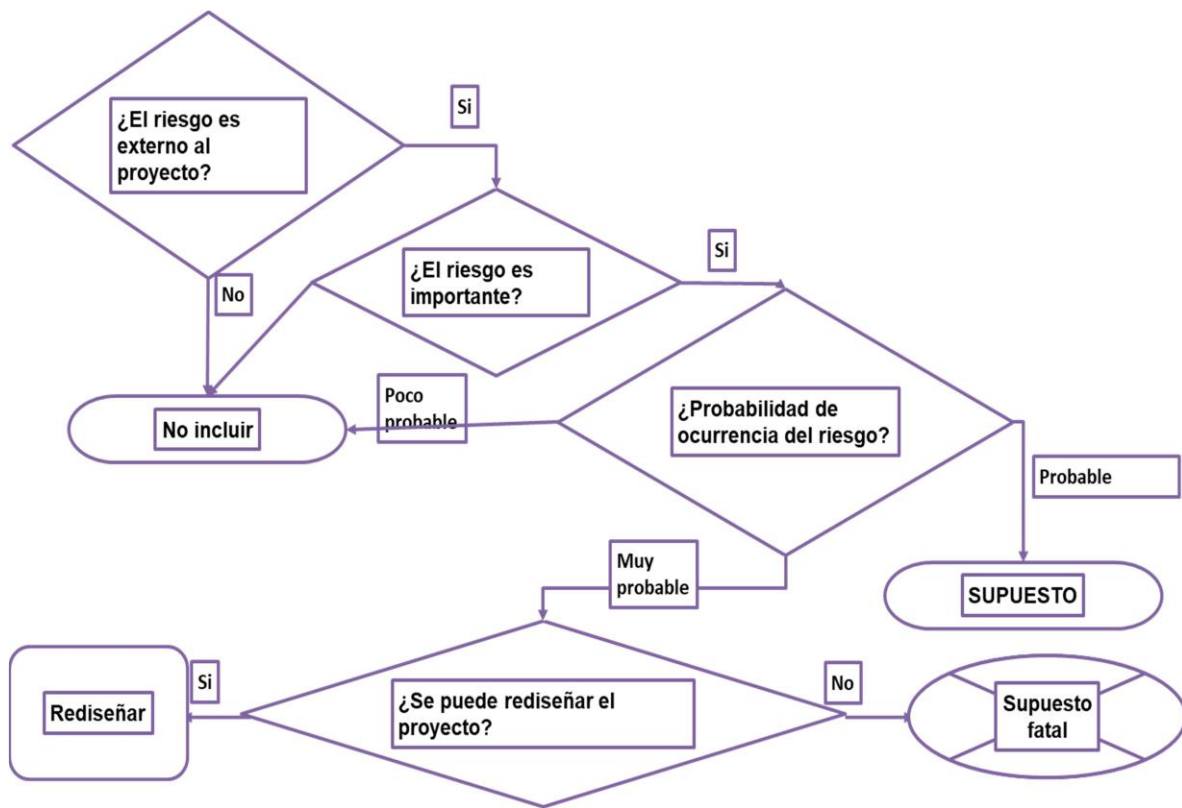 ¿El riesgo es
externo al
proyecto?
Si
¿El riesgo es
importante?
Si
No
Poco
probable
No incluir
¿Probabilidad de
ocurrencia del riesgo?
Probable
Muy
probable
SUPUESTO
Rediseñar
Si
¿Se puede rediseñar el
proyecto?
No
Supuesto
fatal